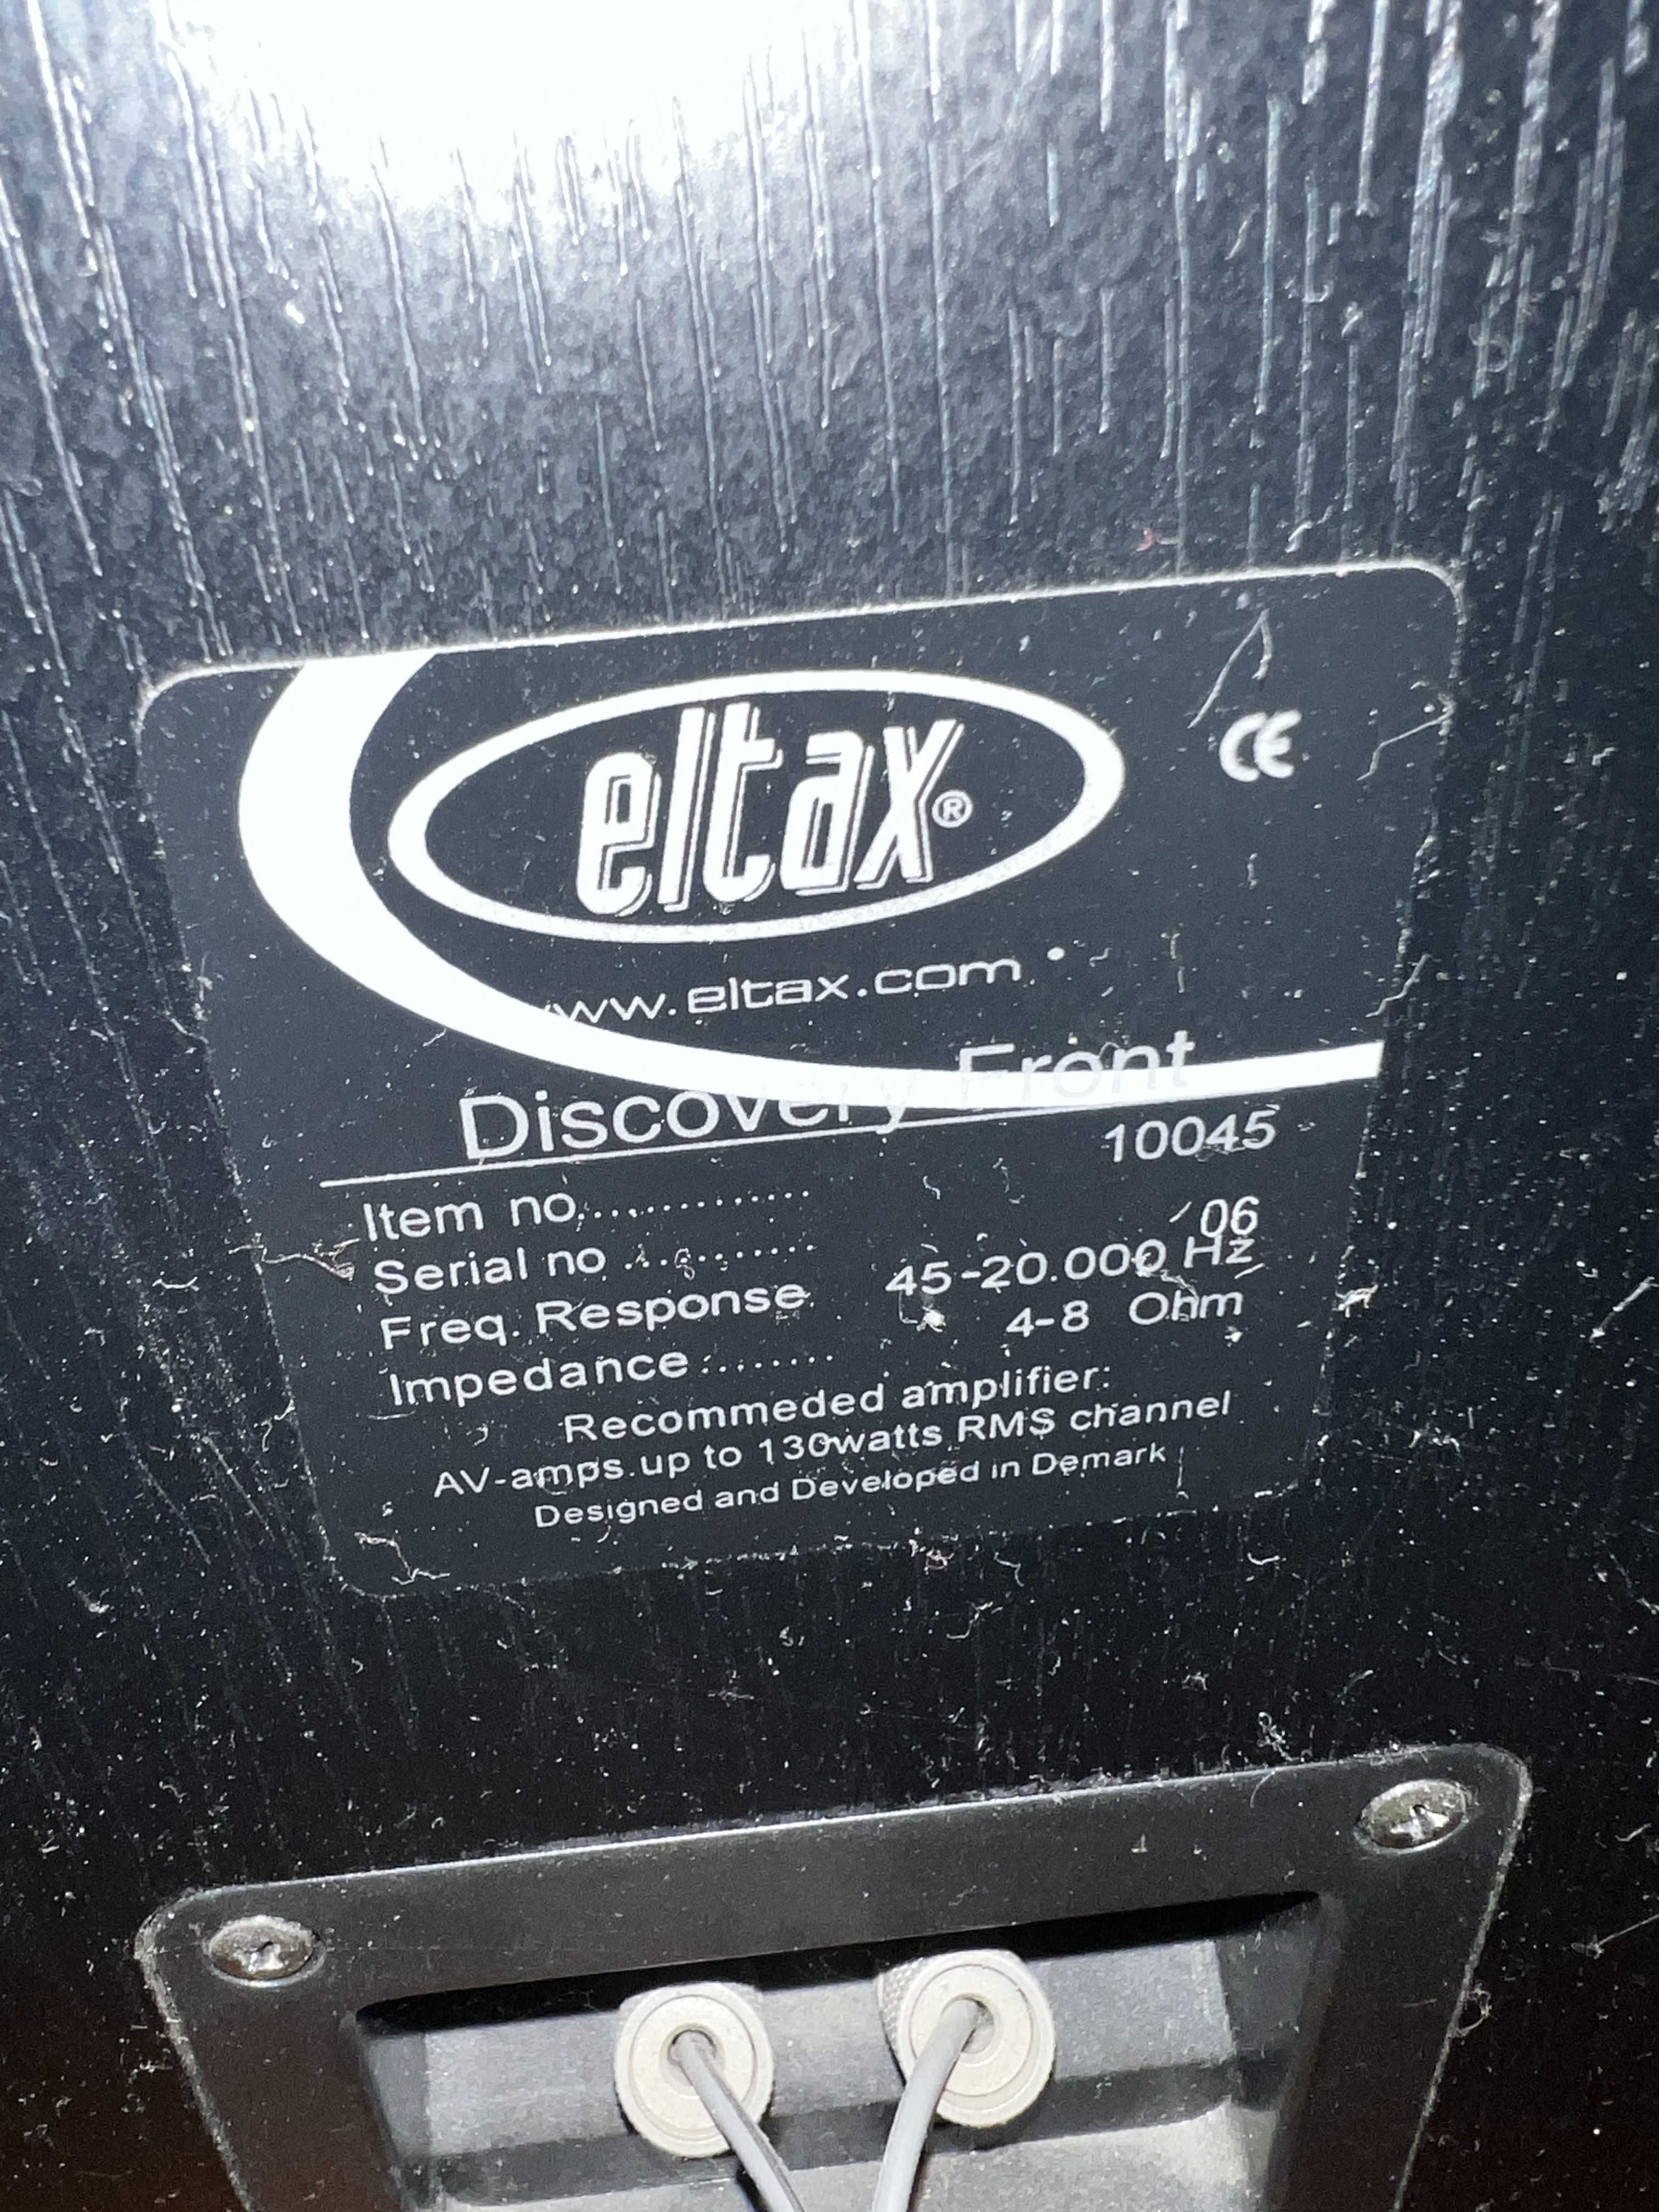 eltax®
CE
www.eltax.com
Discovery Front
Item no............. 10045
Serial no ........... 06
Freq. Response 45-20.000 Hz
Impedance ........ 4-8 Ohm
Recommeded amplifier:
AV-amps.up to 130watts RMS channel
Designed and Developed in Demark